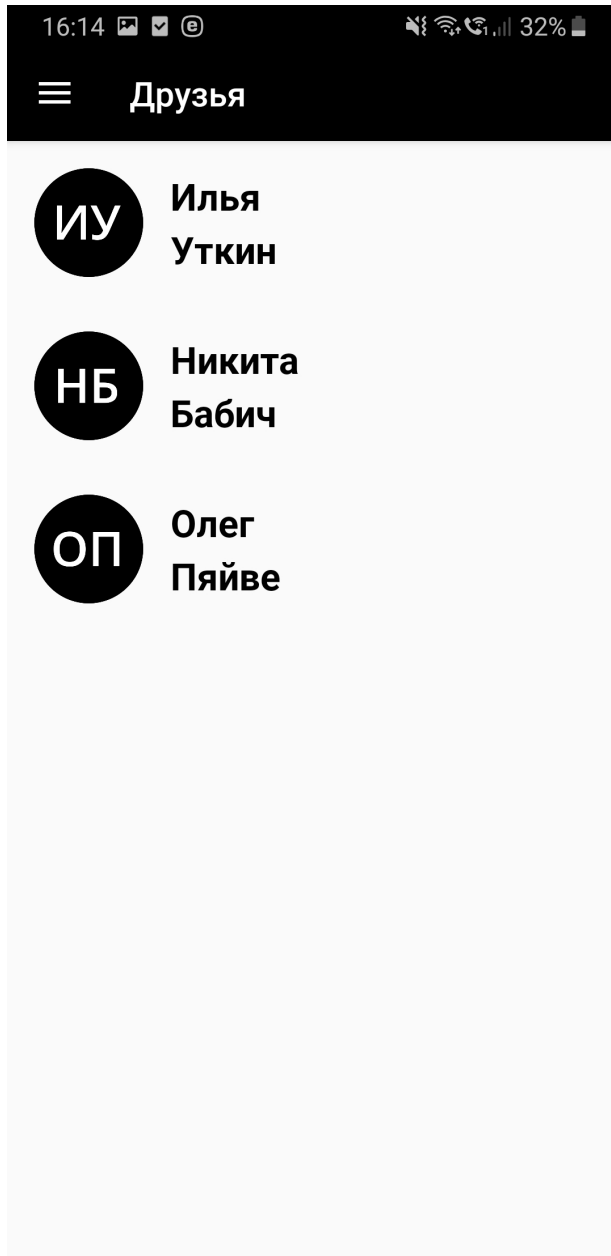 16:14 32%
Друзья
ИУ
Илья
Уткин
НБ
Никита
Бабич
ОП
Олег
Пяйве